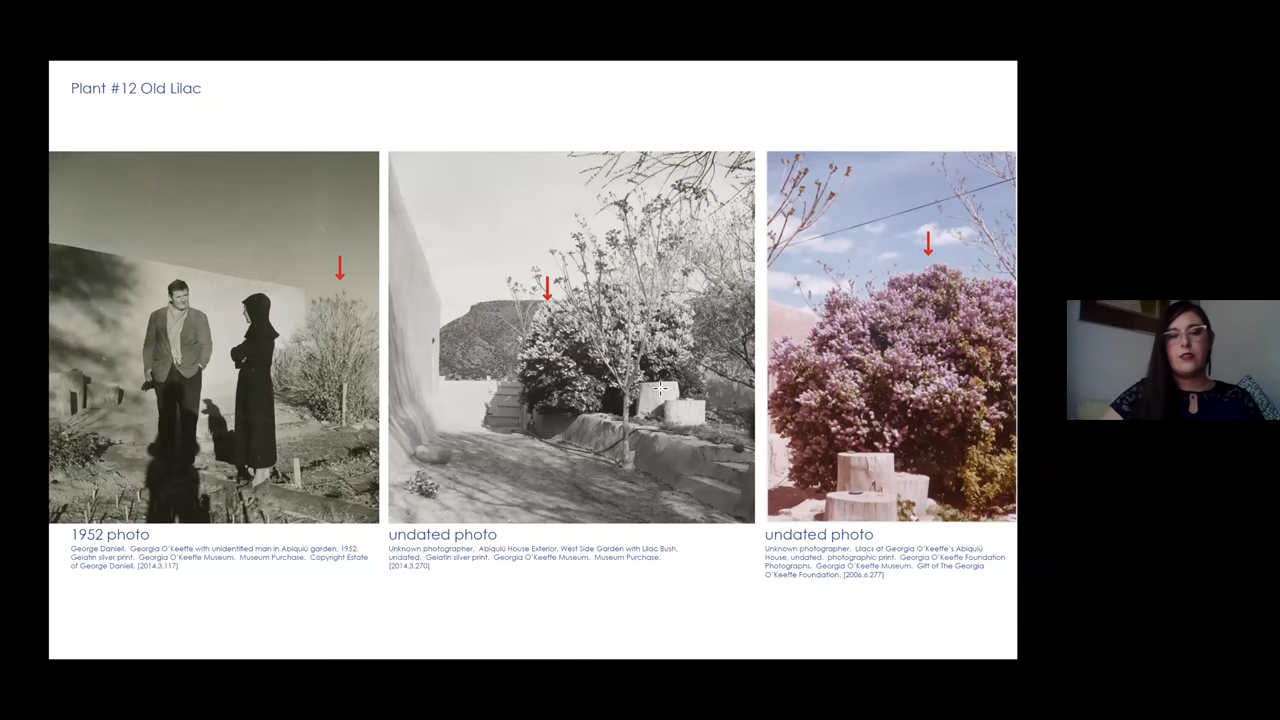 Plant #12 Old Lilac
1952 photo
George Daniell. Georgia O'Keeffe with unidentified man in Abiquiú garden, 1952.
Gelatin silver print. Georgia O'Keeffe Museum. Museum Purchase. Copyright Estate
of George Daniell. [2014.3.117]
undated photo
Unknown photographer. Abiquiú House Exterior, West Side Garden with Lilac Bush,
undated. Gelatin silver print. Georgia O'Keeffe Museum. Museum Purchase.
[2014.3.270]
undated photo
Unknown photographer. Lilacs at Georgia O'Keeffe's Abiquiú
House, undated. photographic print. Georgia O'Keeffe Foundation
Photographs. Georgia O'Keeffe Museum. Gift of The Georgia
O'Keeffe Foundation. [2006.6.277]